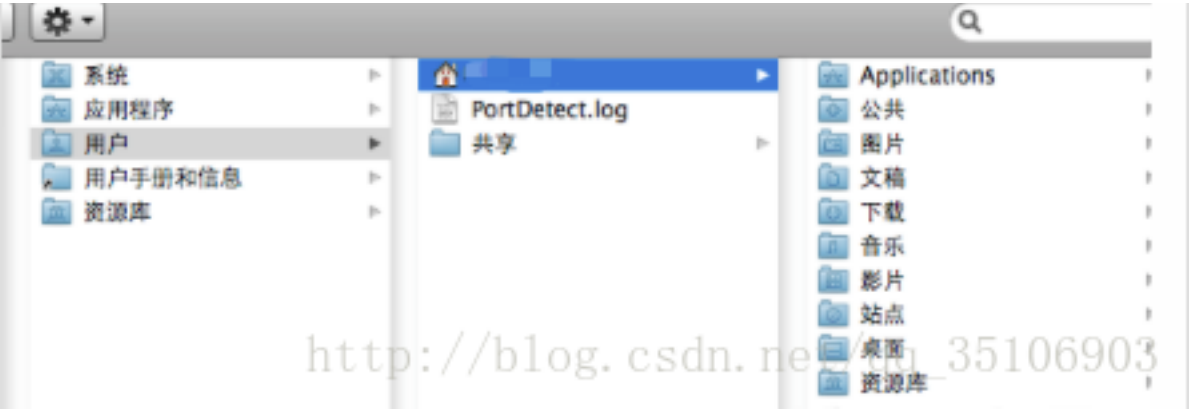 系统
应用程序
用户
用户手册和信息
资源库
PortDetect.log
共享
Applications
公共
图片
文稿
下载
音乐
影片
站点
桌面
资源库
http://blog.csdn.net/qq_35106903